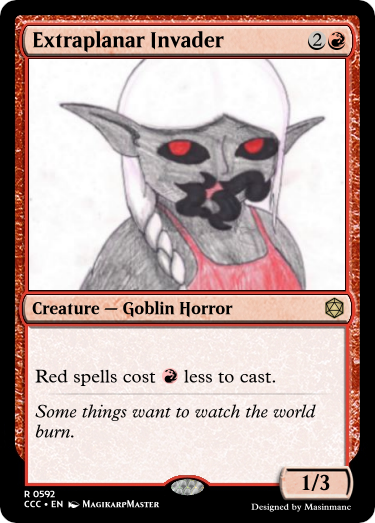 Extraplanar Invader 2
Creature — Goblin Horror
Red spells cost less to cast.
Some things want to watch the world
burn.
1/3
R 0592
CCC • EN MagikarpMaster
Designed by Masinmanc